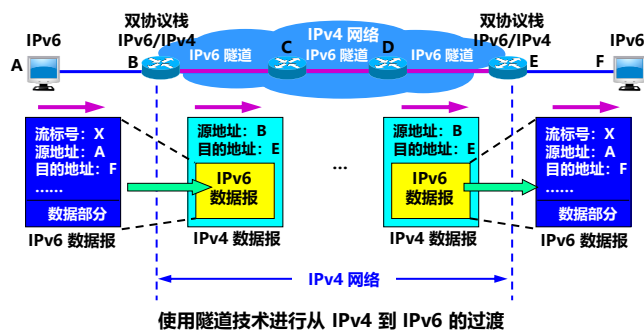 双协议栈
IPv6/IPv4
IPv4 网络
双协议栈
IPv6/IPv4
IPv6
IPv6
A
B
IPv6 隧道
C
IPv6 隧道
D
IPv6 隧道
E
F
流标号：X
源地址：A
目的地址：F
……
数据部分
IPv6 数据报
源地址：B
目的地址：E
IPv6
数据报
IPv4 数据报
…
源地址：B
目的地址：E
IPv6
数据报
IPv4 数据报
流标号：X
源地址：A
目的地址：F
……
数据部分
IPv6 数据报
IPv4 网络
使用隧道技术进行从 IPv4 到 IPv6 的过渡